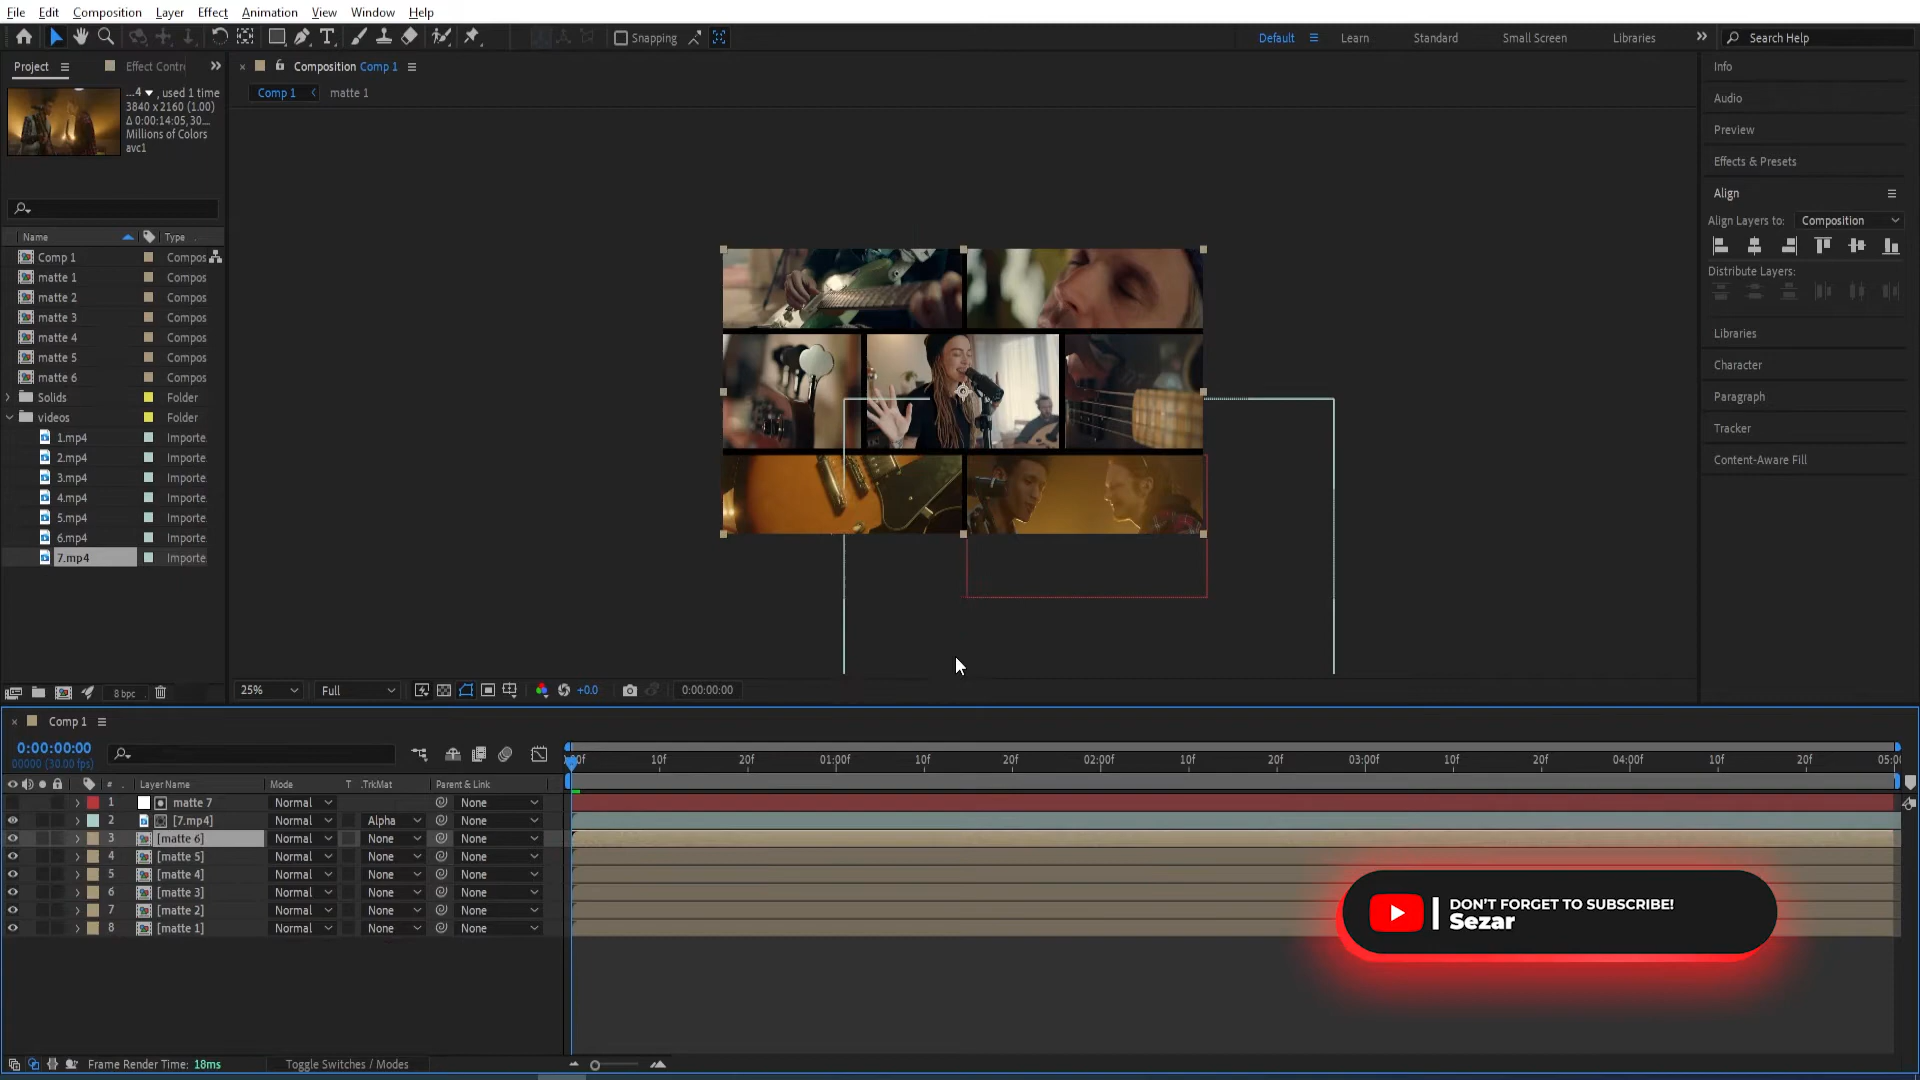 File Edit Composition Layer Effect Animation View Window Help
Snapping
Default Learn Standard Small Screen Libraries Search Help
Project Effect Contr
Composition Comp 1
Info
...4 , used 1 time
3840 x 2160 (1.00)
Δ 0:00:14:05, 30....
Millions of Colors
avc1
Comp 1 matte 1
Audio
Preview
Effects & Presets
Align
Align Layers to: Composition
Distribute Layers:
Libraries
Character
Paragraph
Tracker
Content-Aware Fill
Name Type
Comp 1 Compos
matte 1 Compos
matte 2 Compos
matte 3 Compos
matte 4 Compos
matte 5 Compos
matte 6 Compos
Solids Folder
videos Folder
1.mp4 Importe
2.mp4 Importe
3.mp4 Importe
4.mp4 Importe
5.mp4 Importe
6.mp4 Importe
7.mp4 Importe
8 bpc
25% Full +0.0 0:00:00:00
Comp 1
0:00:00:00
00000 (30.00 fps)
10f 20f 01:00f 10f 20f 02:00f 10f 20f 03:00f 10f 20f 04:00f 10f 20f 05:00
# Layer Name Mode T .TrkMat Parent & Link
1 matte 7 Normal None
2 [7.mp4] Normal Alpha None
3 [matte 6] Normal None None
4 [matte 5] Normal None None
5 [matte 4] Normal None None
6 [matte 3] Normal None None
7 [matte 2] Normal None None
8 [matte 1] Normal None None
DON'T FORGET TO SUBSCRIBE!
Sezar
Frame Render Time: 18ms Toggle Switches / Modes